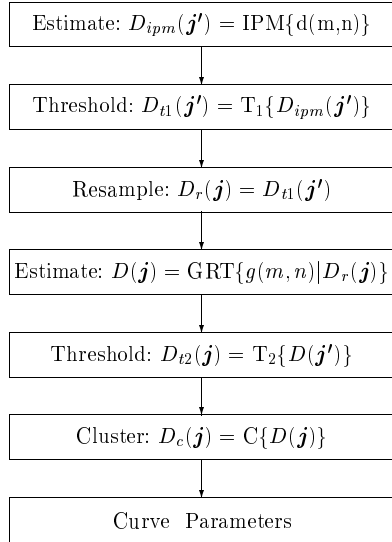 Estimate: D_{ipm}(j') = IPM{d(m,n)}
Threshold: D_{t1}(j') = T_1{D_{ipm}(j')}
Resample: D_r(j) = D_{t1}(j')
Estimate: D(j) = GRT{g(m, n)|D_r(j)}
Threshold: D_{t2}(j) = T_2{D(j')}
Cluster: D_c(j) = C{D(j)}
Curve Parameters